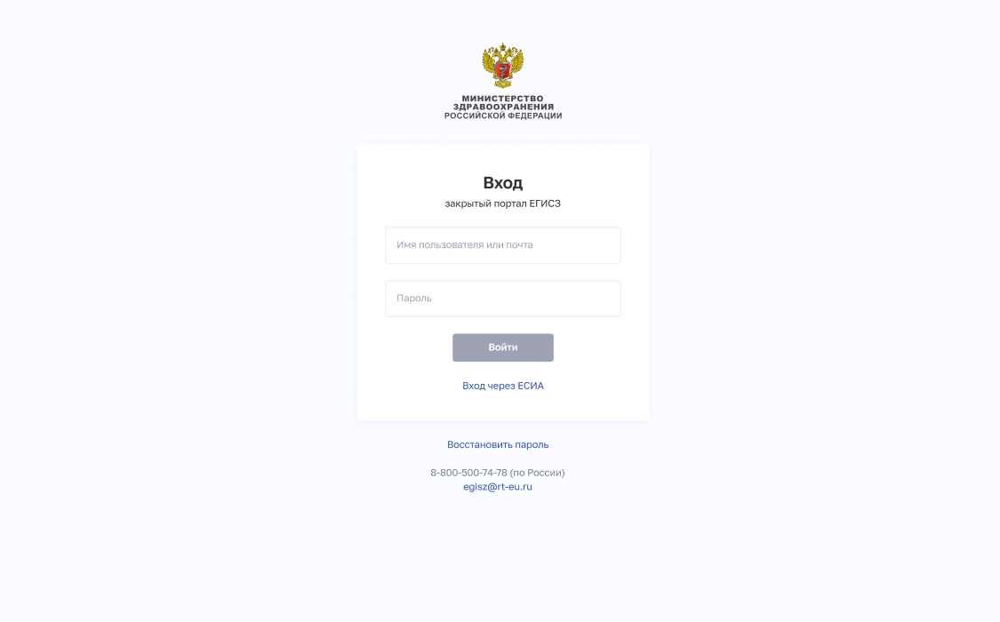 МИНИСТЕРСТВО
ЗДРАВООХРАНЕНИЯ
РОССИЙСКОЙ ФЕДЕРАЦИИ
Вход
закрытый портал ЕГИСЗ
Имя пользователя или почта
Пароль
Войти
Вход через ЕСИА
Восстановить пароль
8-800-500-74-78 (по России)
egisz@rt-eu.ru